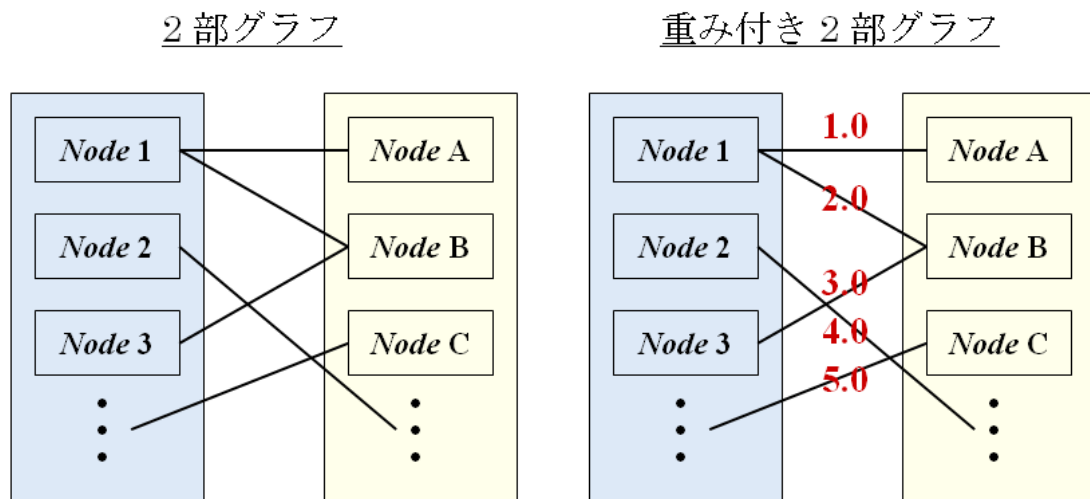 2部グラフ
Node 1
Node A
Node 2
Node B
Node 3
Node C
重み付き2部グラフ
Node 1
1.0
Node A
2.0
Node 2
Node B
3.0
Node 3
4.0
Node C
5.0